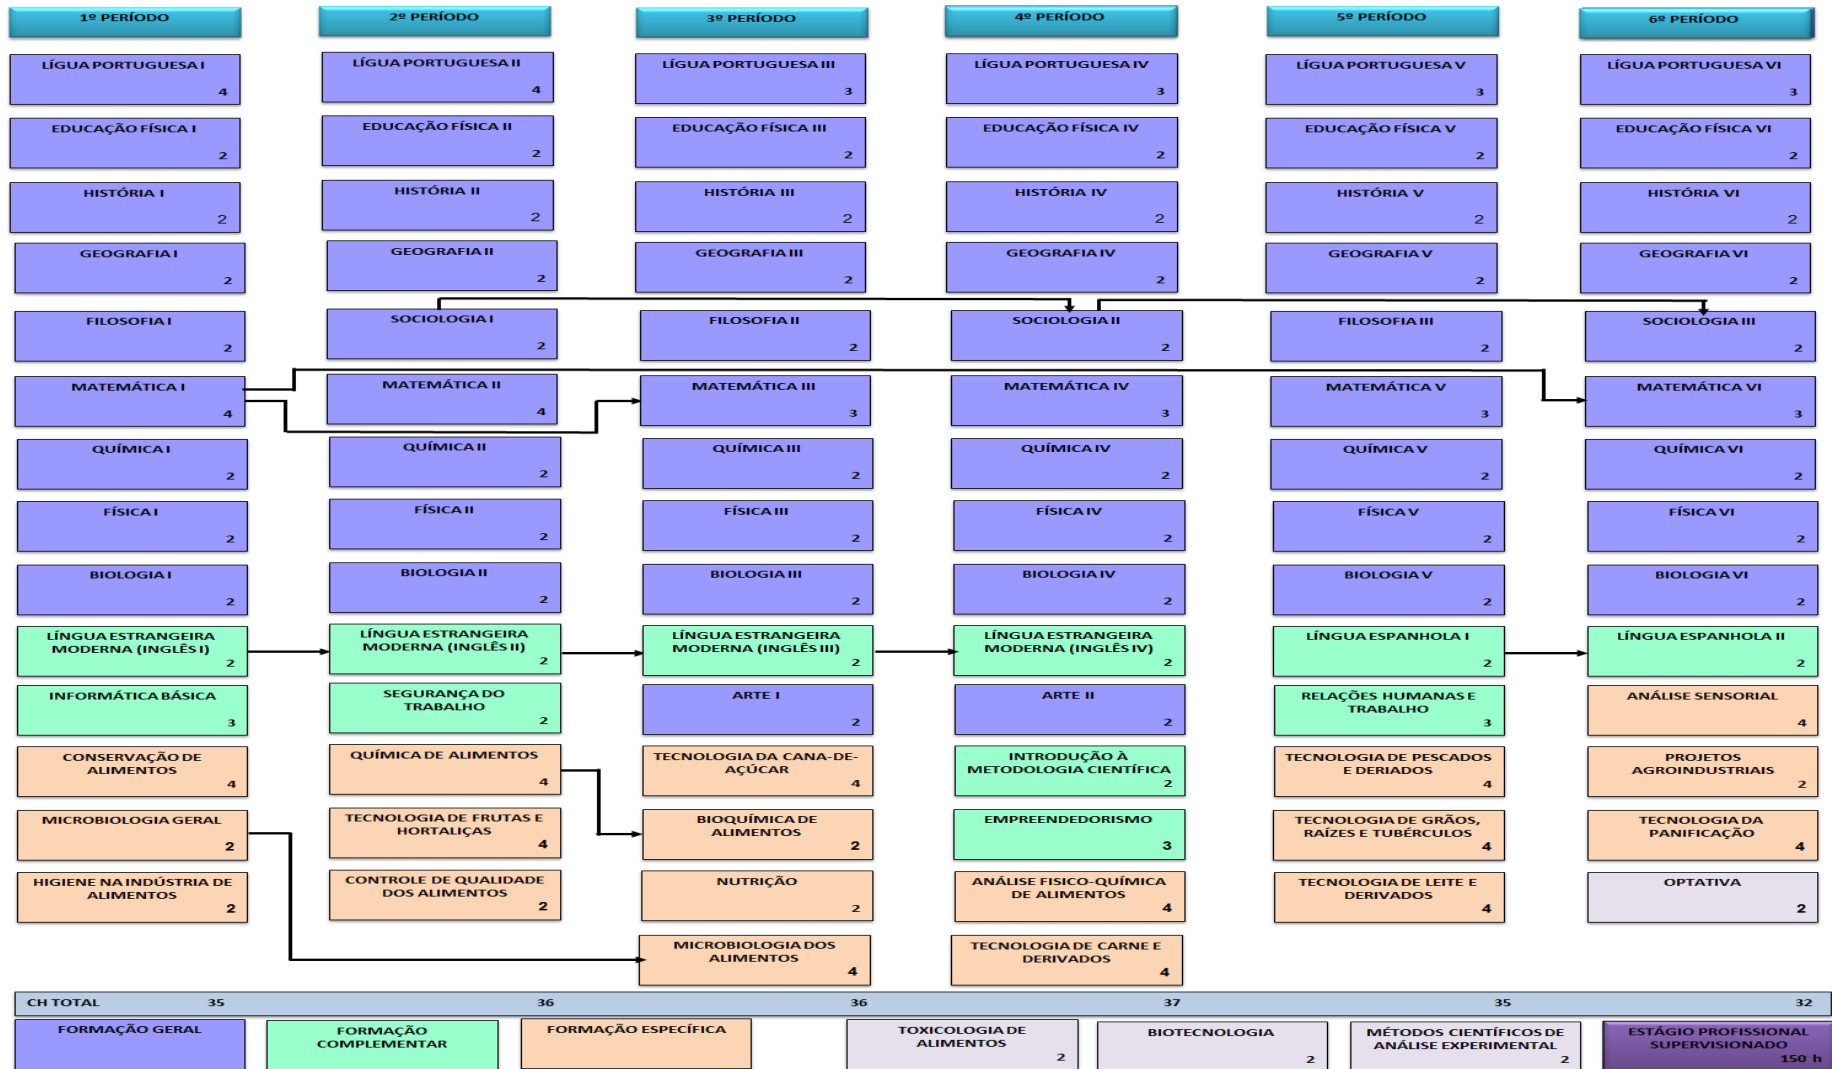 1º PERÍODO
2º PERÍODO
3º PERÍODO
4º PERÍODO
5º PERÍODO
6º PERÍODO
LÍGUA PORTUGUESA I
4
LÍGUA PORTUGUESA II
4
LÍGUA PORTUGUESA III
3
LÍGUA PORTUGUESA IV
3
LÍGUA PORTUGUESA V
3
LÍGUA PORTUGUESA VI
3
EDUCAÇÃO FÍSICA I
2
EDUCAÇÃO FÍSICA II
2
EDUCAÇÃO FÍSICA III
2
EDUCAÇÃO FÍSICA IV
2
EDUCAÇÃO FÍSICA V
2
EDUCAÇÃO FÍSICA VI
2
HISTÓRIA I
2
HISTÓRIA II
2
HISTÓRIA III
2
HISTÓRIA IV
2
HISTÓRIA V
2
HISTÓRIA VI
2
GEOGRAFIA I
2
GEOGRAFIA II
2
GEOGRAFIA III
2
GEOGRAFIA IV
2
GEOGRAFIA V
2
GEOGRAFIA VI
2
FILOSOFIA I
2
SOCIOLOGIA I
2
FILOSOFIA II
2
SOCIOLOGIA II
2
FILOSOFIA III
2
SOCIOLOGIA III
2
MATEMÁTICA I
4
MATEMÁTICA II
4
MATEMÁTICA III
3
MATEMÁTICA IV
3
MATEMÁTICA V
3
MATEMÁTICA VI
3
QUÍMICA I
2
QUÍMICA II
2
QUÍMICA III
2
QUÍMICA IV
2
QUÍMICA V
2
QUÍMICA VI
2
FÍSICA I
2
FÍSICA II
2
FÍSICA III
2
FÍSICA IV
2
FÍSICA V
2
FÍSICA VI
2
BIOLOGIA I
2
BIOLOGIA II
2
BIOLOGIA III
2
BIOLOGIA IV
2
BIOLOGIA V
2
BIOLOGIA VI
2
LÍNGUA ESTRANGEIRA
MODERNA (INGLÊS I)
2
LÍNGUA ESTRANGEIRA
MODERNA (INGLÊS II)
2
LÍNGUA ESTRANGEIRA
MODERNA (INGLÊS III)
2
LÍNGUA ESTRANGEIRA
MODERNA (INGLÊS IV)
2
LÍNGUA ESPANHOLA I
2
LÍNGUA ESPANHOLA II
2
INFORMÁTICA BÁSICA
3
SEGURANÇA DO
TRABALHO
2
ARTE I
2
ARTE II
2
RELAÇÕES HUMANAS E
TRABALHO
3
ANÁLISE SENSORIAL
4
CONSERVAÇÃO DE
ALIMENTOS
4
QUÍMICA DE ALIMENTOS
4
TECNOLOGIA DA CANA-DE-
AÇÚCAR
4
INTRODUÇÃO À
METODOLOGIA CIENTÍFICA
2
TECNOLOGIA DE PESCADOS
E DERIADOS
4
PROJETOS
AGROINDUSTRIAIS
2
MICROBIOLOGIA GERAL
2
TECNOLOGIA DE FRUTAS E
HORTALIÇAS
4
BIOQUÍMICA DE
ALIMENTOS
2
EMPREENDEDORISMO
3
TECNOLOGIA DE GRÃOS,
RAÍZES E TUBÉRCULOS
4
TECNOLOGIA DA
PANIFICAÇÃO
4
HIGIENE NA INDÚSTRIA DE
ALIMENTOS
2
CONTROLE DE QUALIDADE
DOS ALIMENTOS
2
NUTRIÇÃO
2
ANÁLISE FISICO-QUÍMICA
DE ALIMENTOS
4
TECNOLOGIA DE LEITE E
DERIVADOS
4
OPTATIVA
2
MICROBIOLOGIA DOS
ALIMENTOS
4
TECNOLOGIA DE CARNE E
DERIVADOS
4
CH TOTAL 35 36 36 37 35 32
FORMAÇÃO GERAL
FORMAÇÃO
COMPLEMENTAR
FORMAÇÃO ESPECÍFICA
TOXICOLOGIA DE
ALIMENTOS
2
BIOTECNOLOGIA
2
MÉTODOS CIENTÍFICOS DE
ANÁLISE EXPERIMENTAL
2
ESTÁGIO PROFISSIONAL
SUPERVISIONADO
150 h